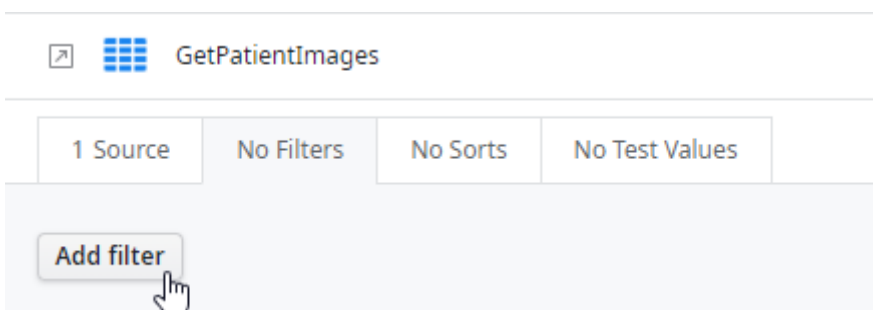 GetPatientImages
1 Source No Filters No Sorts No Test Values
Add filter